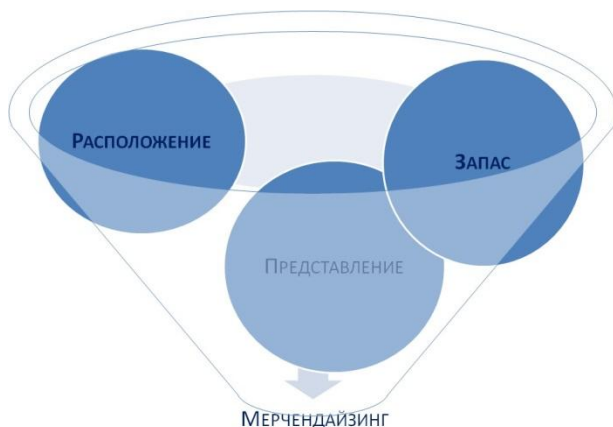 Расположение
Запас
Представление
Мерчендайзинг